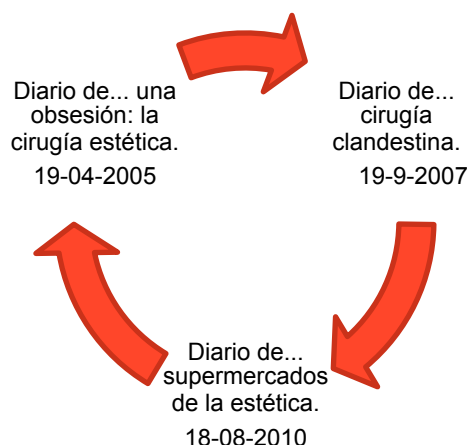 Diario de... una
obsesión: la
cirugía estética.
19-04-2005
Diario de...
cirugía
clandestina.
19-9-2007
Diario de...
supermercados
de la estética.
18-08-2010